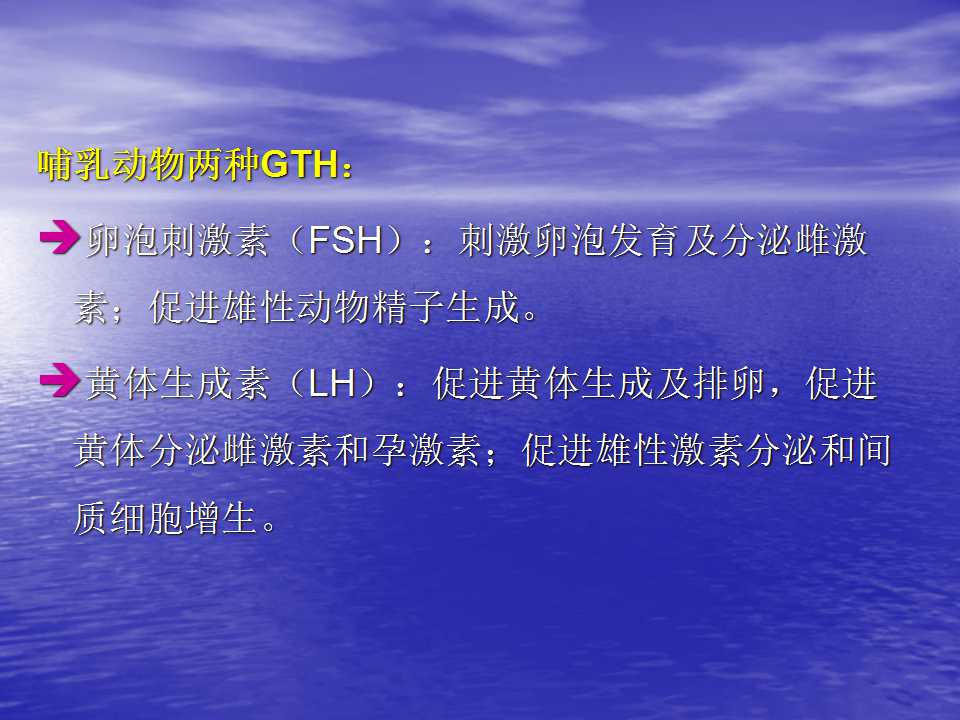 哺乳动物两种GTH：
卵泡刺激素（FSH）：刺激卵泡发育及分泌雌激
素；促进雄性动物精子生成。
黄体生成素（LH）：促进黄体生成及排卵，促进
黄体分泌雌激素和孕激素；促进雄性激素分泌和间
质细胞增生。